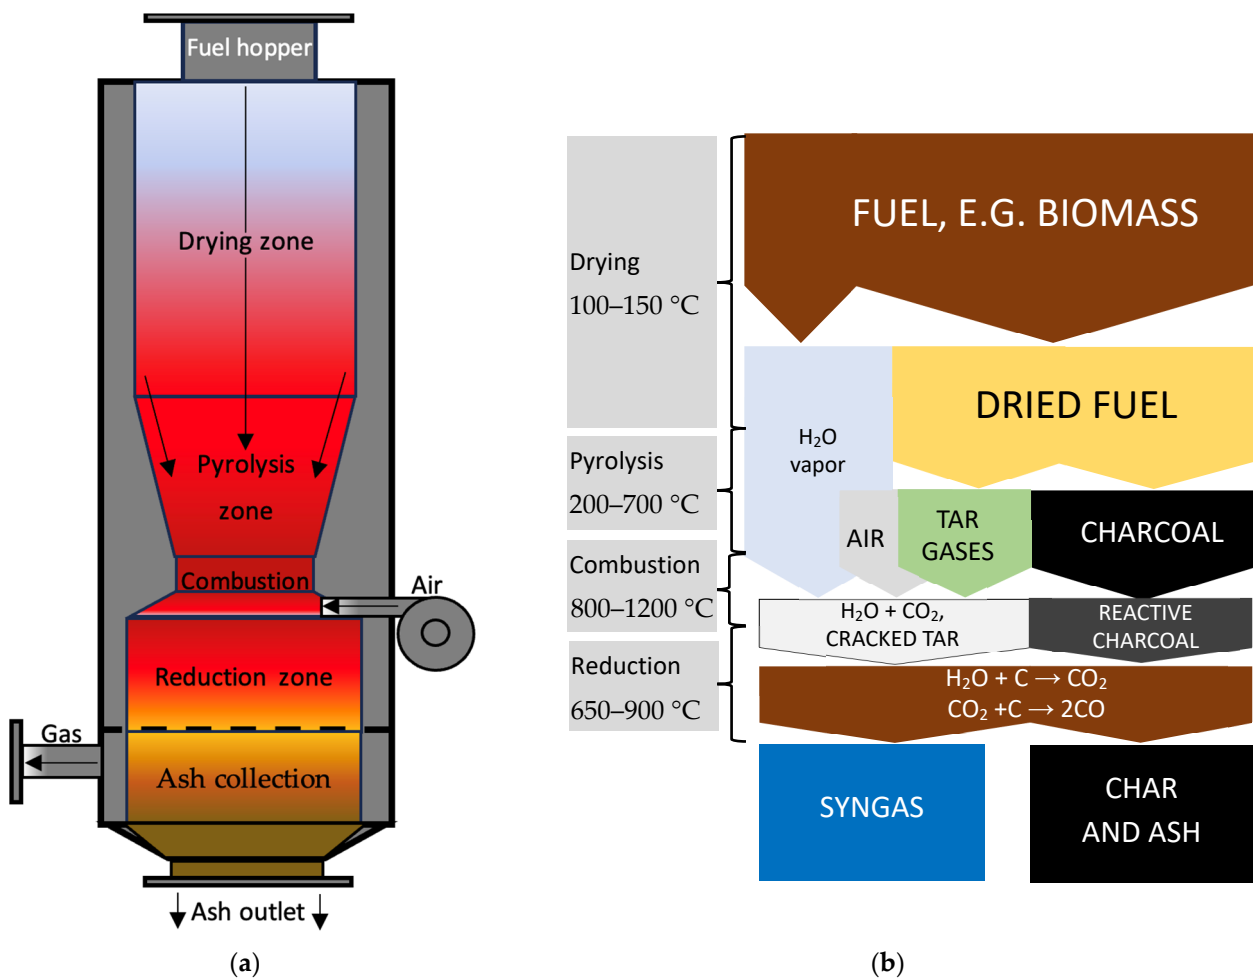 Fuel hopper
Drying zone
Pyrolysis
zone
Combustion
Air
Reduction zone
Gas
Ash collection
Ash outlet
(a)
Drying
100–150 °C
Pyrolysis
200–700 °C
Combustion
800–1200 °C
Reduction
650–900 °C
FUEL, E.G. BIOMASS
DRIED FUEL
H₂O
vapor
AIR
TAR
GASES
CHARCOAL
H₂O + CO₂,
CRACKED TAR
REACTIVE
CHARCOAL
H₂O + C → CO₂
CO₂ +C → 2CO
SYNGAS
CHAR
AND ASH
(b)